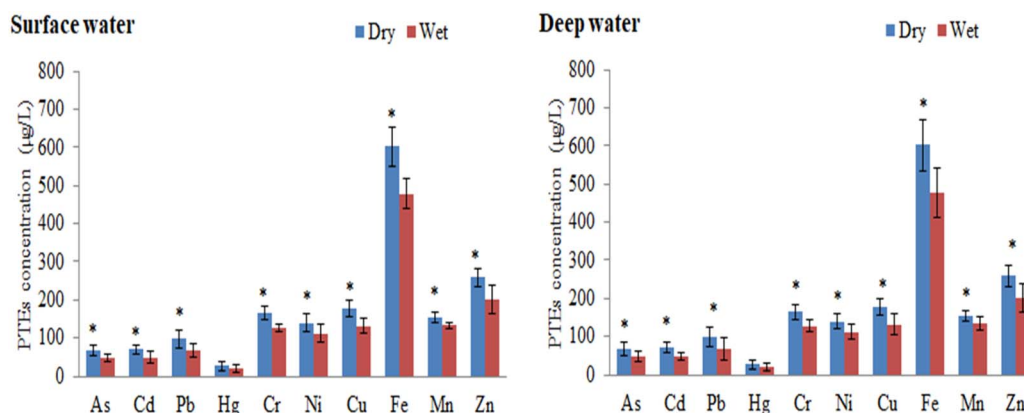 Surface water
Dry Wet
PTEs concentration (µg/L)
800
700
600
500
400
300
200
100
0
* * * * * * * * *
As Cd Pb Hg Cr Ni Cu Fe Mn Zn
Deep water
Dry Wet
PTEs concentration (µg/L)
800
700
600
500
400
300
200
100
0
* * * * * * * * *
As Cd Pb Hg Cr Ni Cu Fe Mn Zn